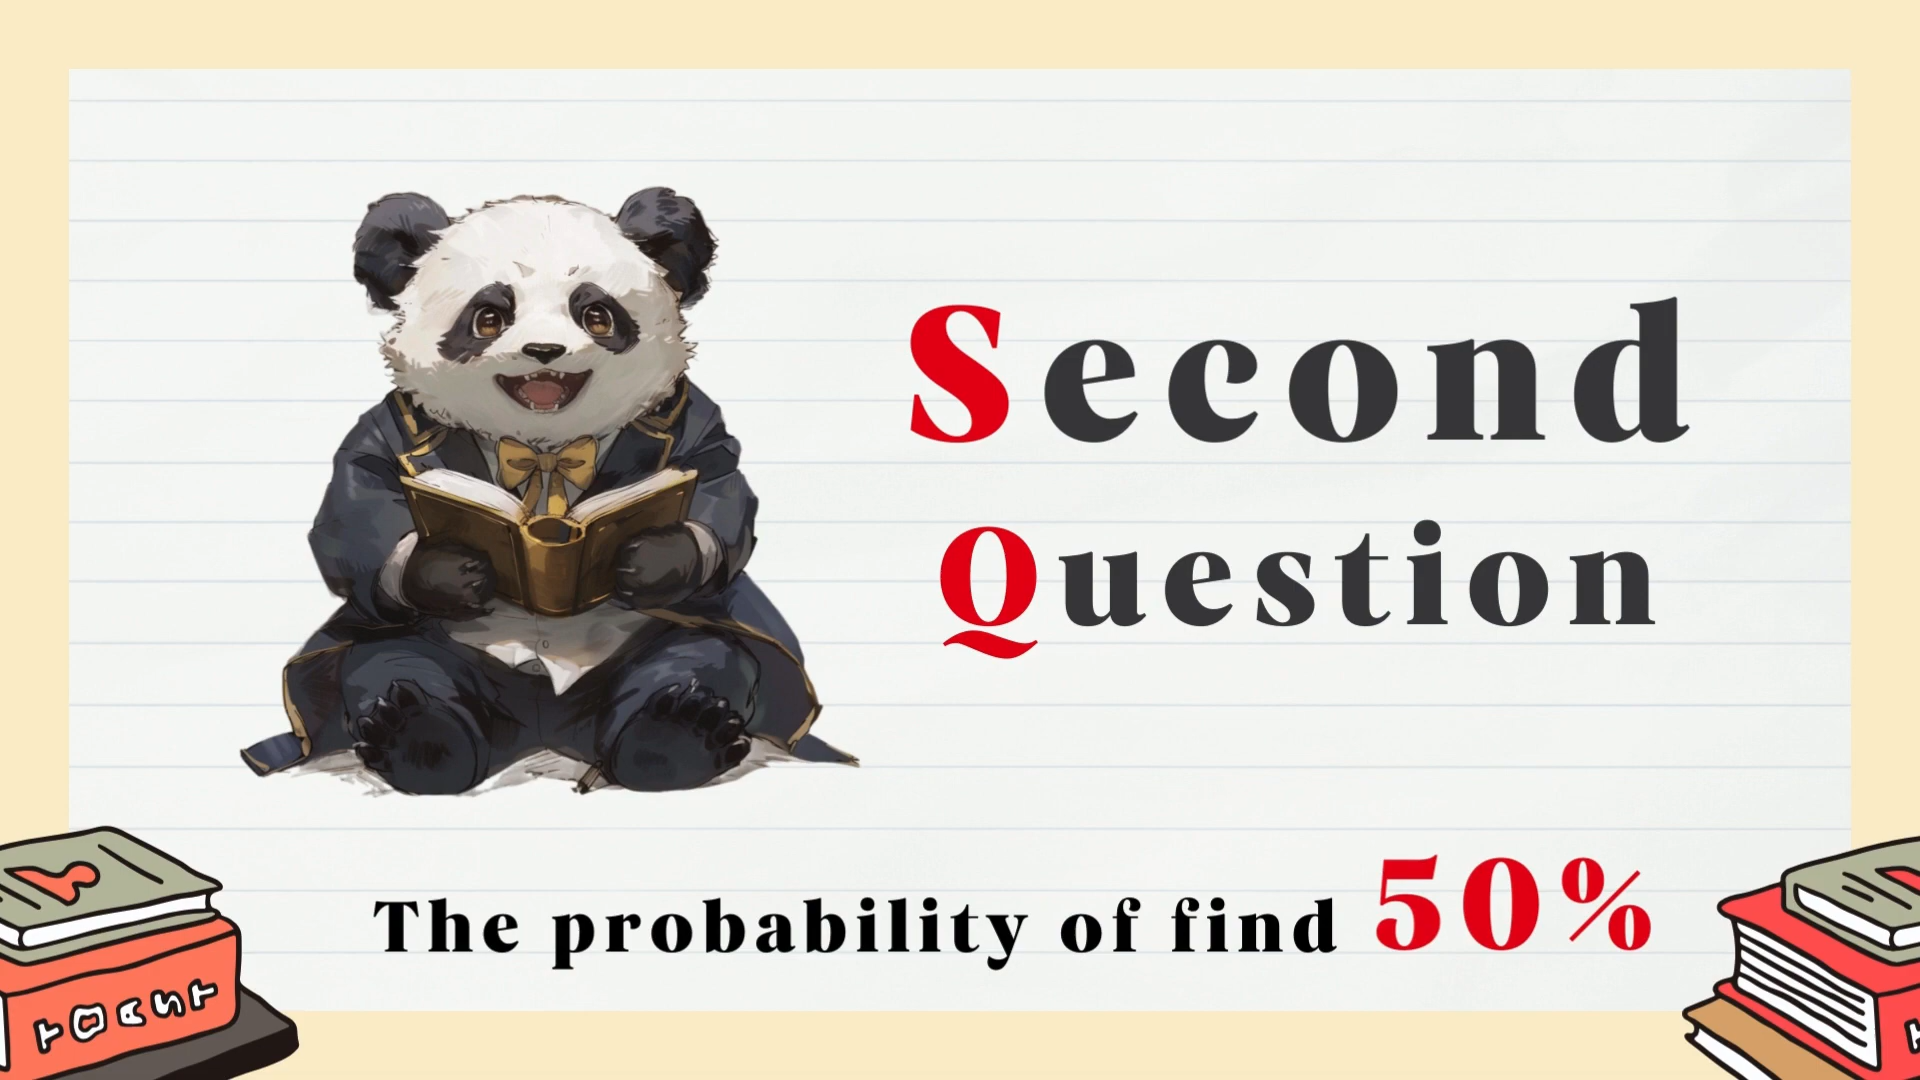 Second
Question
The probability of find 50%